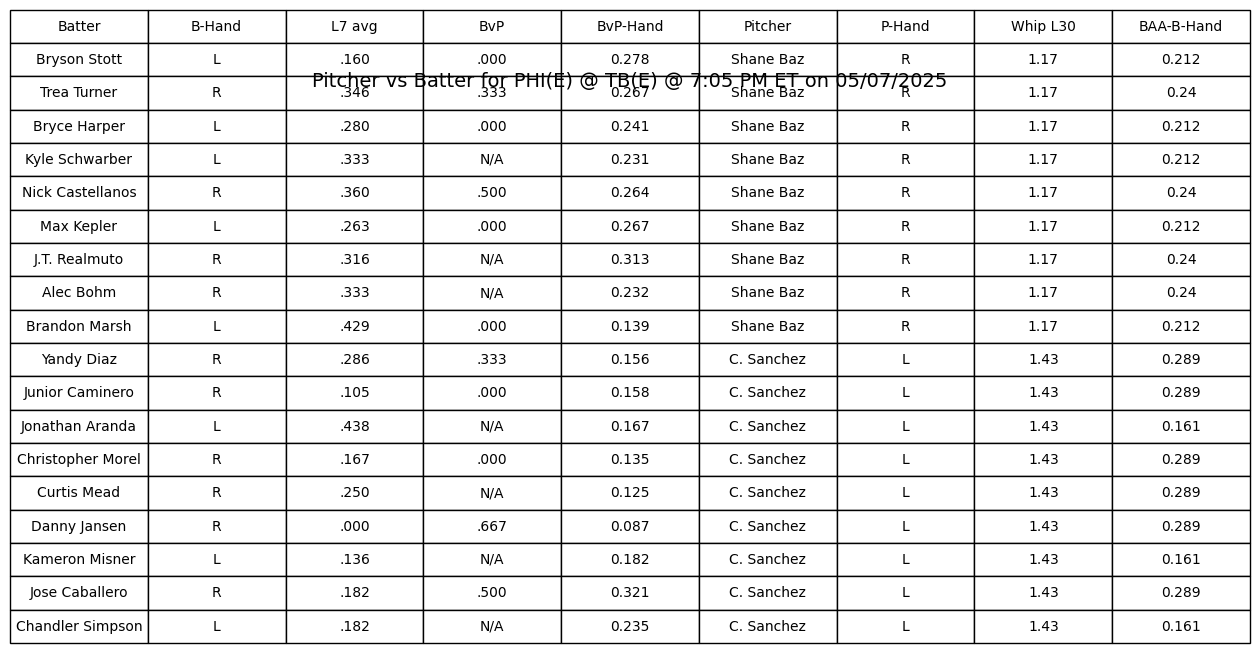 Batter B-Hand L7 avg BvP BvP-Hand Pitcher P-Hand Whip L30 BAA-B-Hand
Bryson Stott L .160 .000 0.278 Shane Baz R 1.17 0.212
Pitcher vs Batter for PHI(E) @ TB(E) @ 7:05 PM ET on 05/07/2025
Trea Turner R .346 .333 0.267 Shane Baz R 1.17 0.24
Bryce Harper L .280 .000 0.241 Shane Baz R 1.17 0.212
Kyle Schwarber L .333 N/A 0.231 Shane Baz R 1.17 0.212
Nick Castellanos R .360 .500 0.264 Shane Baz R 1.17 0.24
Max Kepler L .263 .000 0.267 Shane Baz R 1.17 0.212
J.T. Realmuto R .316 N/A 0.313 Shane Baz R 1.17 0.24
Alec Bohm R .333 N/A 0.232 Shane Baz R 1.17 0.24
Brandon Marsh L .429 .000 0.139 Shane Baz R 1.17 0.212
Yandy Diaz R .286 .333 0.156 C. Sanchez L 1.43 0.289
Junior Caminero R .105 .000 0.158 C. Sanchez L 1.43 0.289
Jonathan Aranda L .438 N/A 0.167 C. Sanchez L 1.43 0.161
Christopher Morel R .167 .000 0.135 C. Sanchez L 1.43 0.289
Curtis Mead R .250 N/A 0.125 C. Sanchez L 1.43 0.289
Danny Jansen R .000 .667 0.087 C. Sanchez L 1.43 0.289
Kameron Misner L .136 N/A 0.182 C. Sanchez L 1.43 0.161
Jose Caballero R .182 .500 0.321 C. Sanchez L 1.43 0.289
Chandler Simpson L .182 N/A 0.235 C. Sanchez L 1.43 0.161